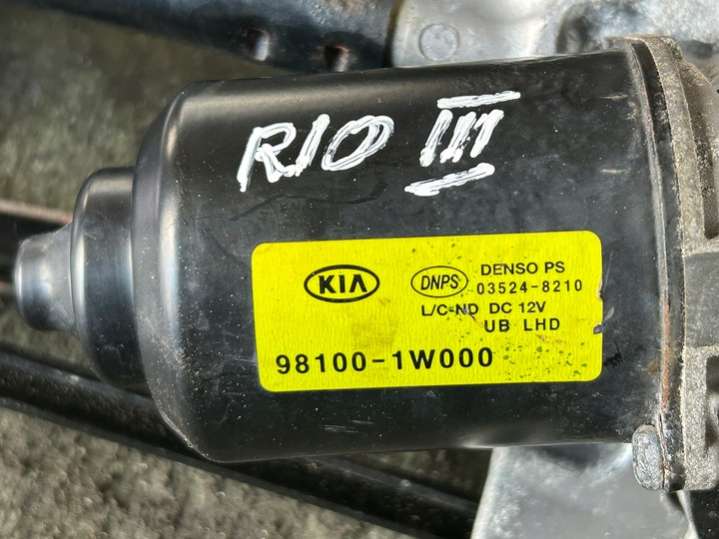 RIO III
KIA
DNPS
DENSO PS
03524-8210
L/C-ND DC 12V
UB LHD
98100-1W000